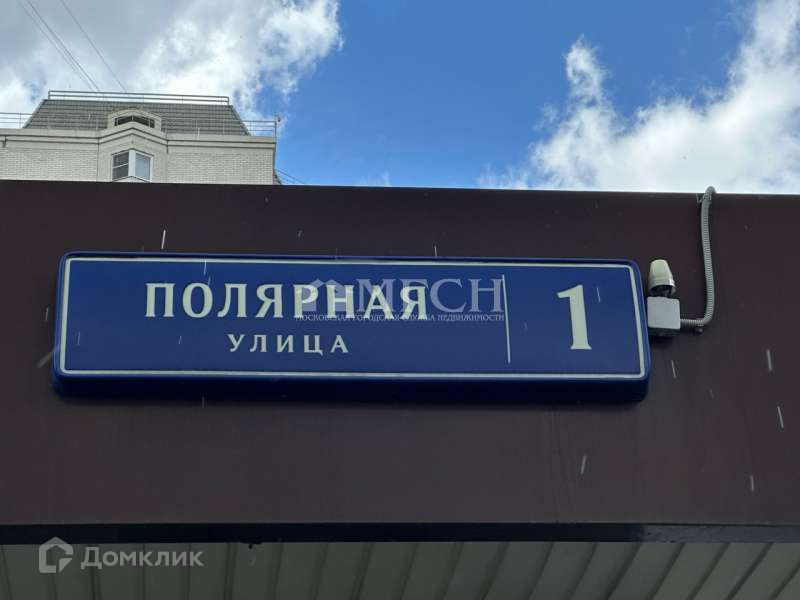 ПОЛЯРНАЯ
УЛИЦА
1
МГСН
МОСКОВСКАЯ ГОРОДСКАЯ СЛУЖБА НЕДВИЖИМОСТИ
Домклик